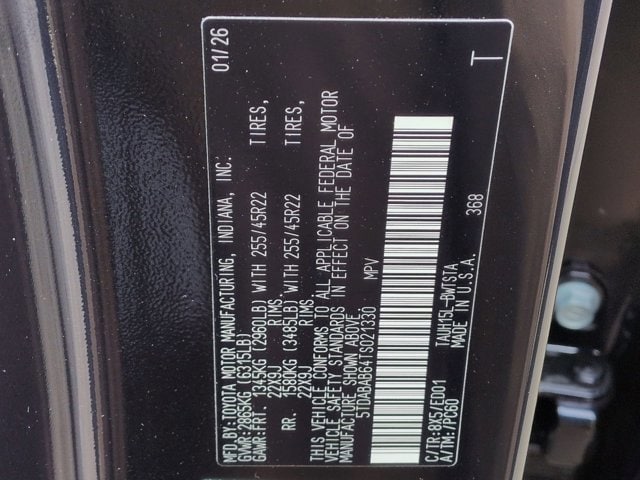 MFD.BY:TOYOTA MOTOR MANUFACTURING, INDIANA, INC. 01/26
GVWR:2865KG (6315LB)
GAWR:FRT. 1345KG (2960LB) WITH 255/45R22 TIRES,
22X9J RIMS.
RR. 1580KG (3485LB) WITH 255/45R22 TIRES,
22X9J RIMS.
THIS VEHICLE CONFORMS TO ALL APPLICABLE FEDERAL MOTOR
VEHICLE SAFETY STANDARDS IN EFFECT ON THE DATE OF
MANUFACTURE SHOWN ABOVE.
5TDABAB64TS021330 MPV
C/TR:8X5/ED01 TAXH15L-BWTSTA 368
A/TM:-/PC60 MADE IN U.S.A. T